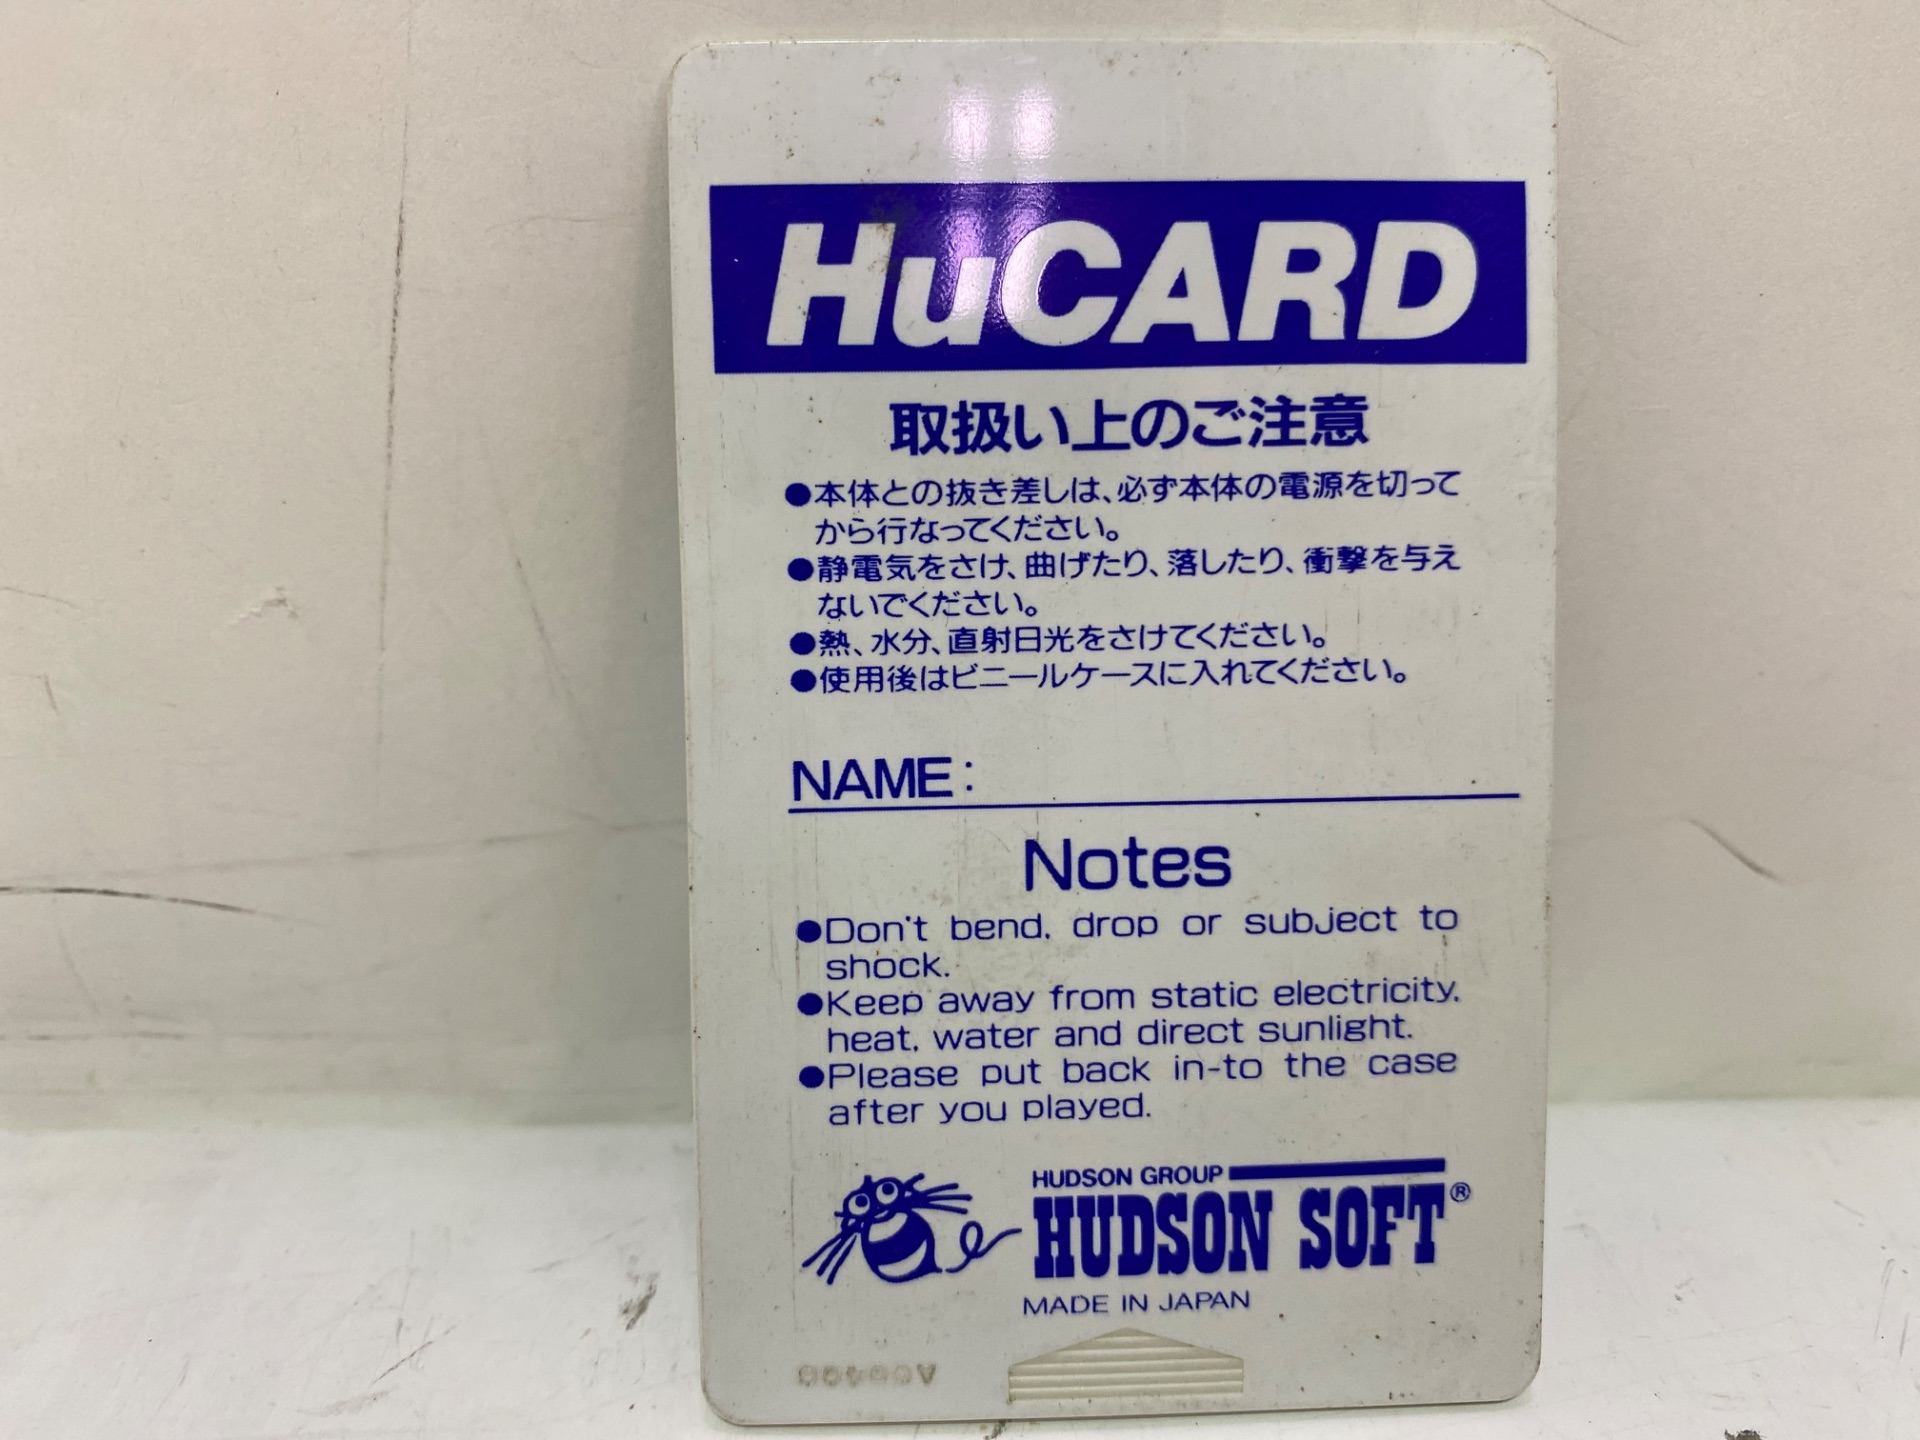 HuCARD
取扱い上のご注意
●本体との抜き差しは、必ず本体の電源を切って
から行なってください。
●静電気をさけ、曲げたり、落したり、衝撃を与え
ないでください。
●熱、水分、直射日光をさけてください。
●使用後はビニールケースに入れてください。
NAME:
Notes
●Don't bend, drop or subject to
shock.
●Keep away from static electricity,
heat, water and direct sunlight.
●Please put back in-to the case
after you played.
HUDSON GROUP
HUDSON SOFT®
MADE IN JAPAN